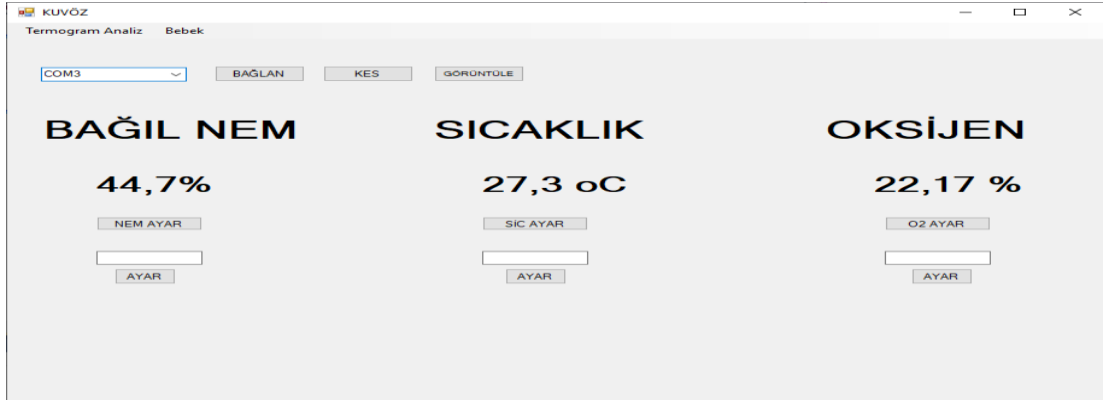 KUVÖZ
Termogram Analiz Bebek
COM3 BAĞLAN KES GÖRÜNTÜLE
BAĞIL NEM SICAKLIK OKSİJEN
44,7% 27,3 oC 22,17 %
NEM AYAR SİC AYAR O2 AYAR
AYAR AYAR AYAR